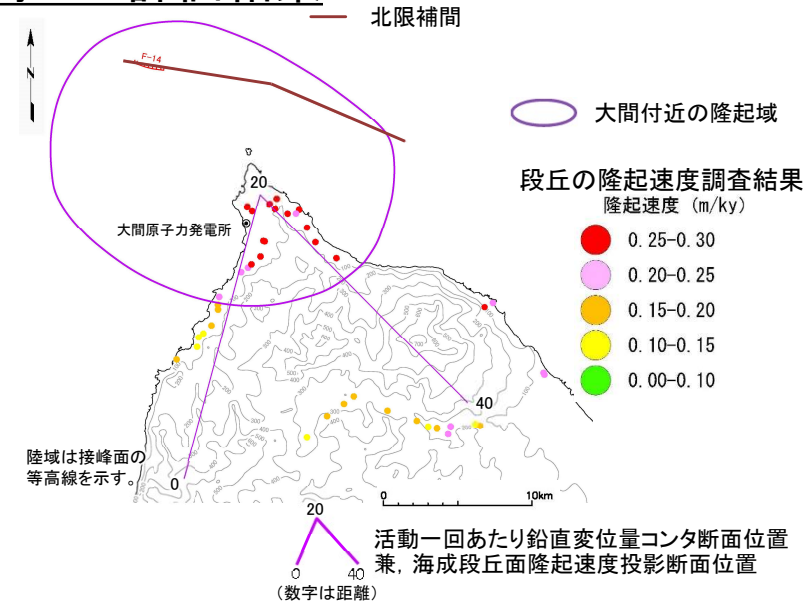 北限補間
F-14
N
大間付近の隆起域
段丘の隆起速度調査結果
隆起速度 (m/ky)
0.25-0.30
0.20-0.25
0.15-0.20
0.10-0.15
0.00-0.10
20
大間原子力発電所
40
陸域は接峰面の
等高線を示す。
0
0 10km
20
0 40
(数字は距離)
活動一回あたり鉛直変位量コンタ断面位置
兼, 海成段丘面隆起速度投影断面位置